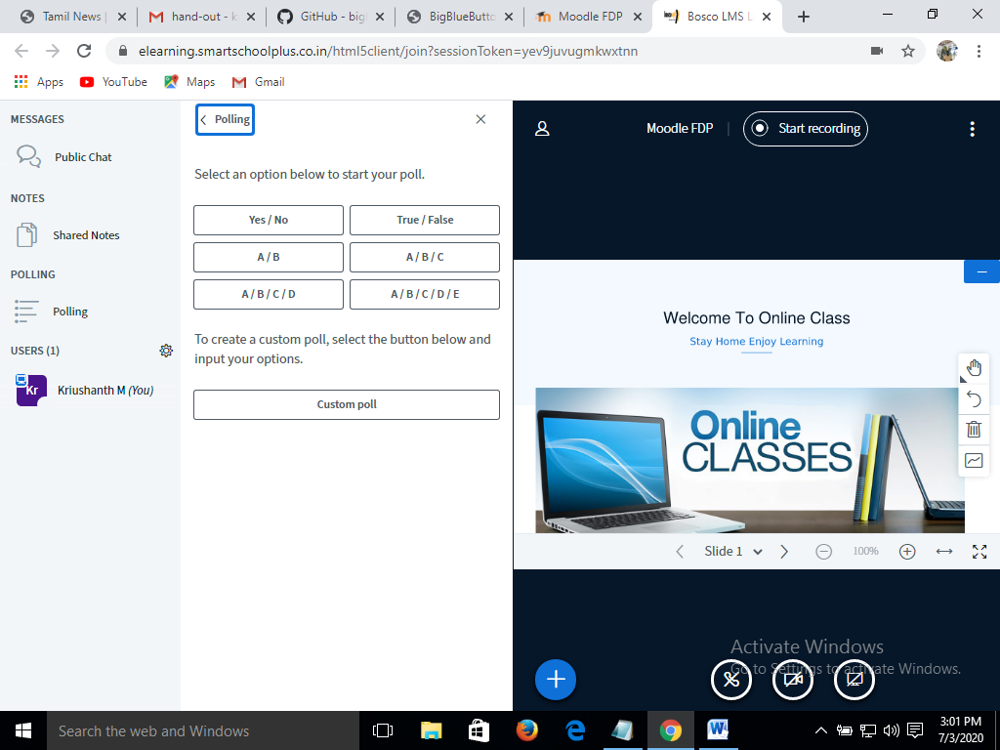 Tamil News |
hand-out - k
GitHub - big
BigBlueButto
Moodle FDP
Bosco LMS L
elearning.smartschoolplus.co.in/html5client/join?sessionToken=yev9juvugmkwxtnn
Apps YouTube Maps Gmail
MESSAGES
Public Chat
NOTES
Shared Notes
POLLING
Polling
USERS (1)
Kr Kriushanth M (You)
Polling
Select an option below to start your poll.
Yes / No True / False
A / B A / B / C
A / B / C / D A / B / C / D / E
To create a custom poll, select the button below and
input your options.
Custom poll
Moodle FDP | Start recording
Welcome To Online Class
Stay Home Enjoy Learning
Online
CLASSES
Slide 1 100%
Activate Windows
Go to Settings to activate Windows.
Search the web and Windows
3:01 PM
7/3/2020